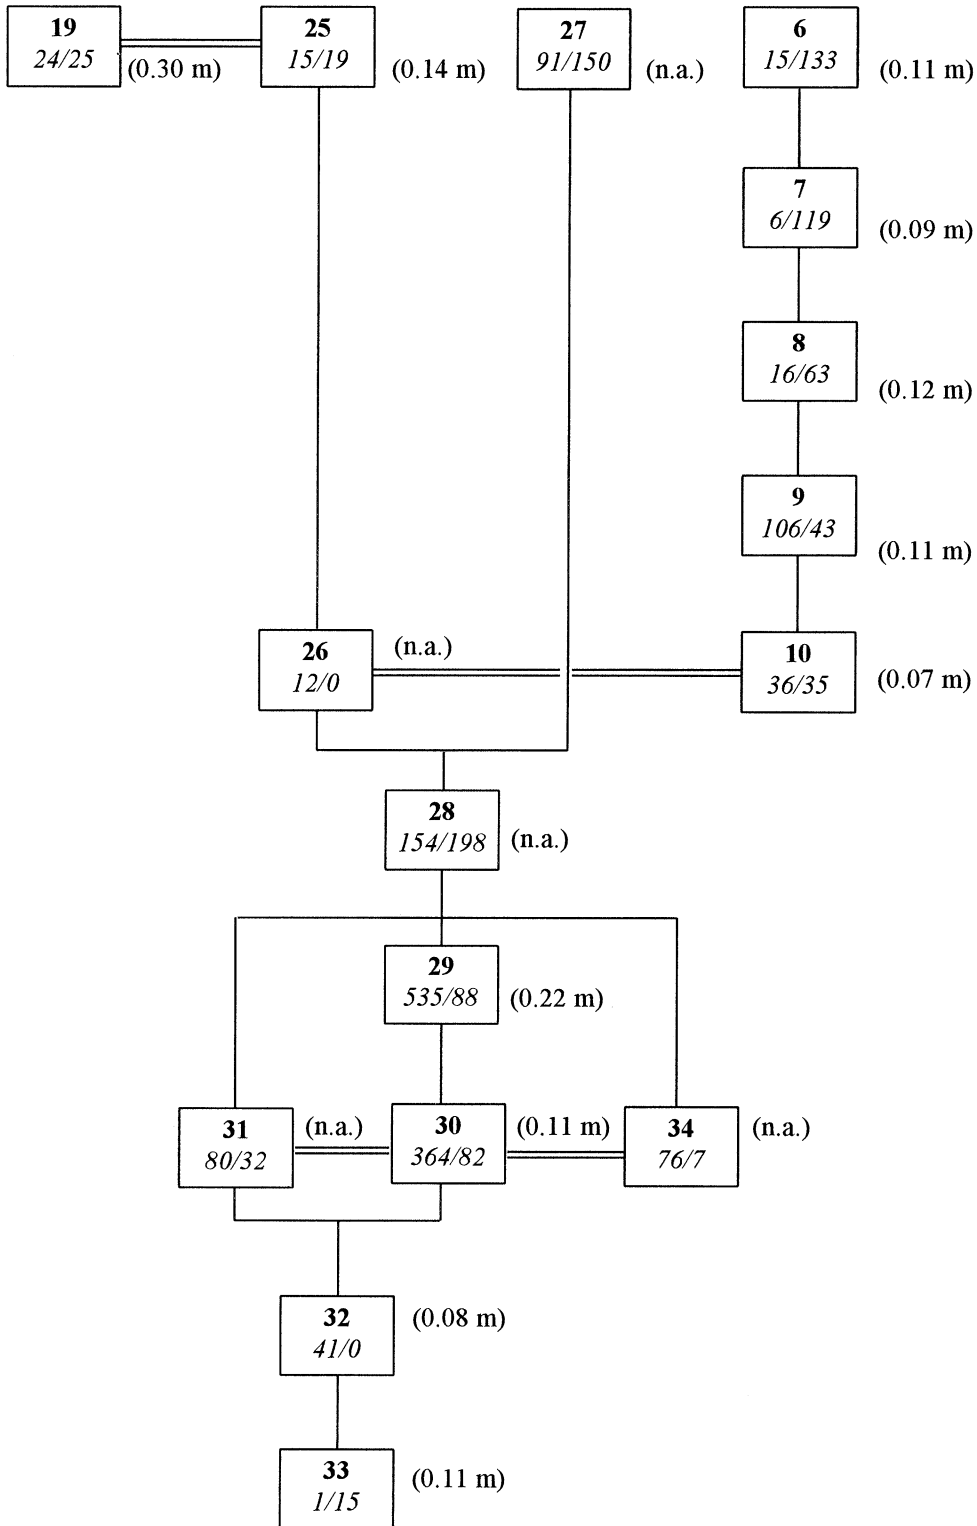 19
24/25
(0.30 m)
25
15/19
(0.14 m)
27
91/150
(n.a.)
6
15/133
(0.11 m)
7
6/119
(0.09 m)
8
16/63
(0.12 m)
9
106/43
(0.11 m)
26
12/0
(n.a.)
10
36/35
(0.07 m)
28
154/198
(n.a.)
29
535/88
(0.22 m)
31
80/32
(n.a.)
30
364/82
(0.11 m)
34
76/7
(n.a.)
32
41/0
(0.08 m)
33
1/15
(0.11 m)